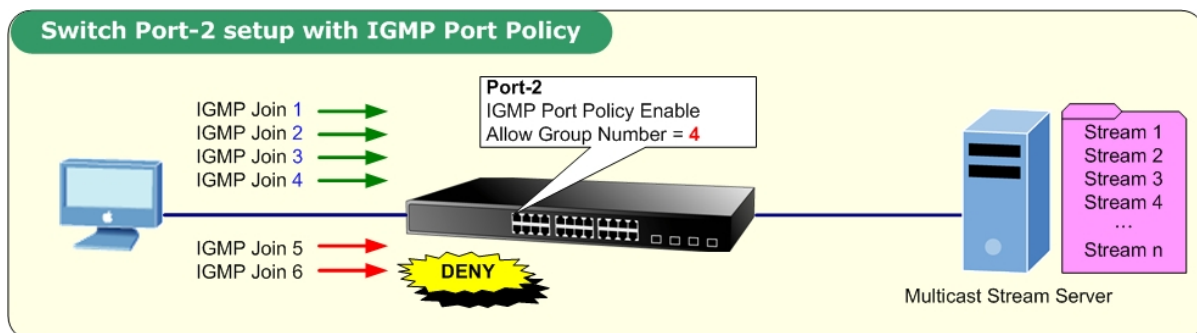 Switch Port-2 setup with IGMP Port Policy
IGMP Join 1
IGMP Join 2
IGMP Join 3
IGMP Join 4
Port-2
IGMP Port Policy Enable
Allow Group Number = 4
IGMP Join 5
IGMP Join 6
DENY
Stream 1
Stream 2
Stream 3
Stream 4
...
Stream n
Multicast Stream Server